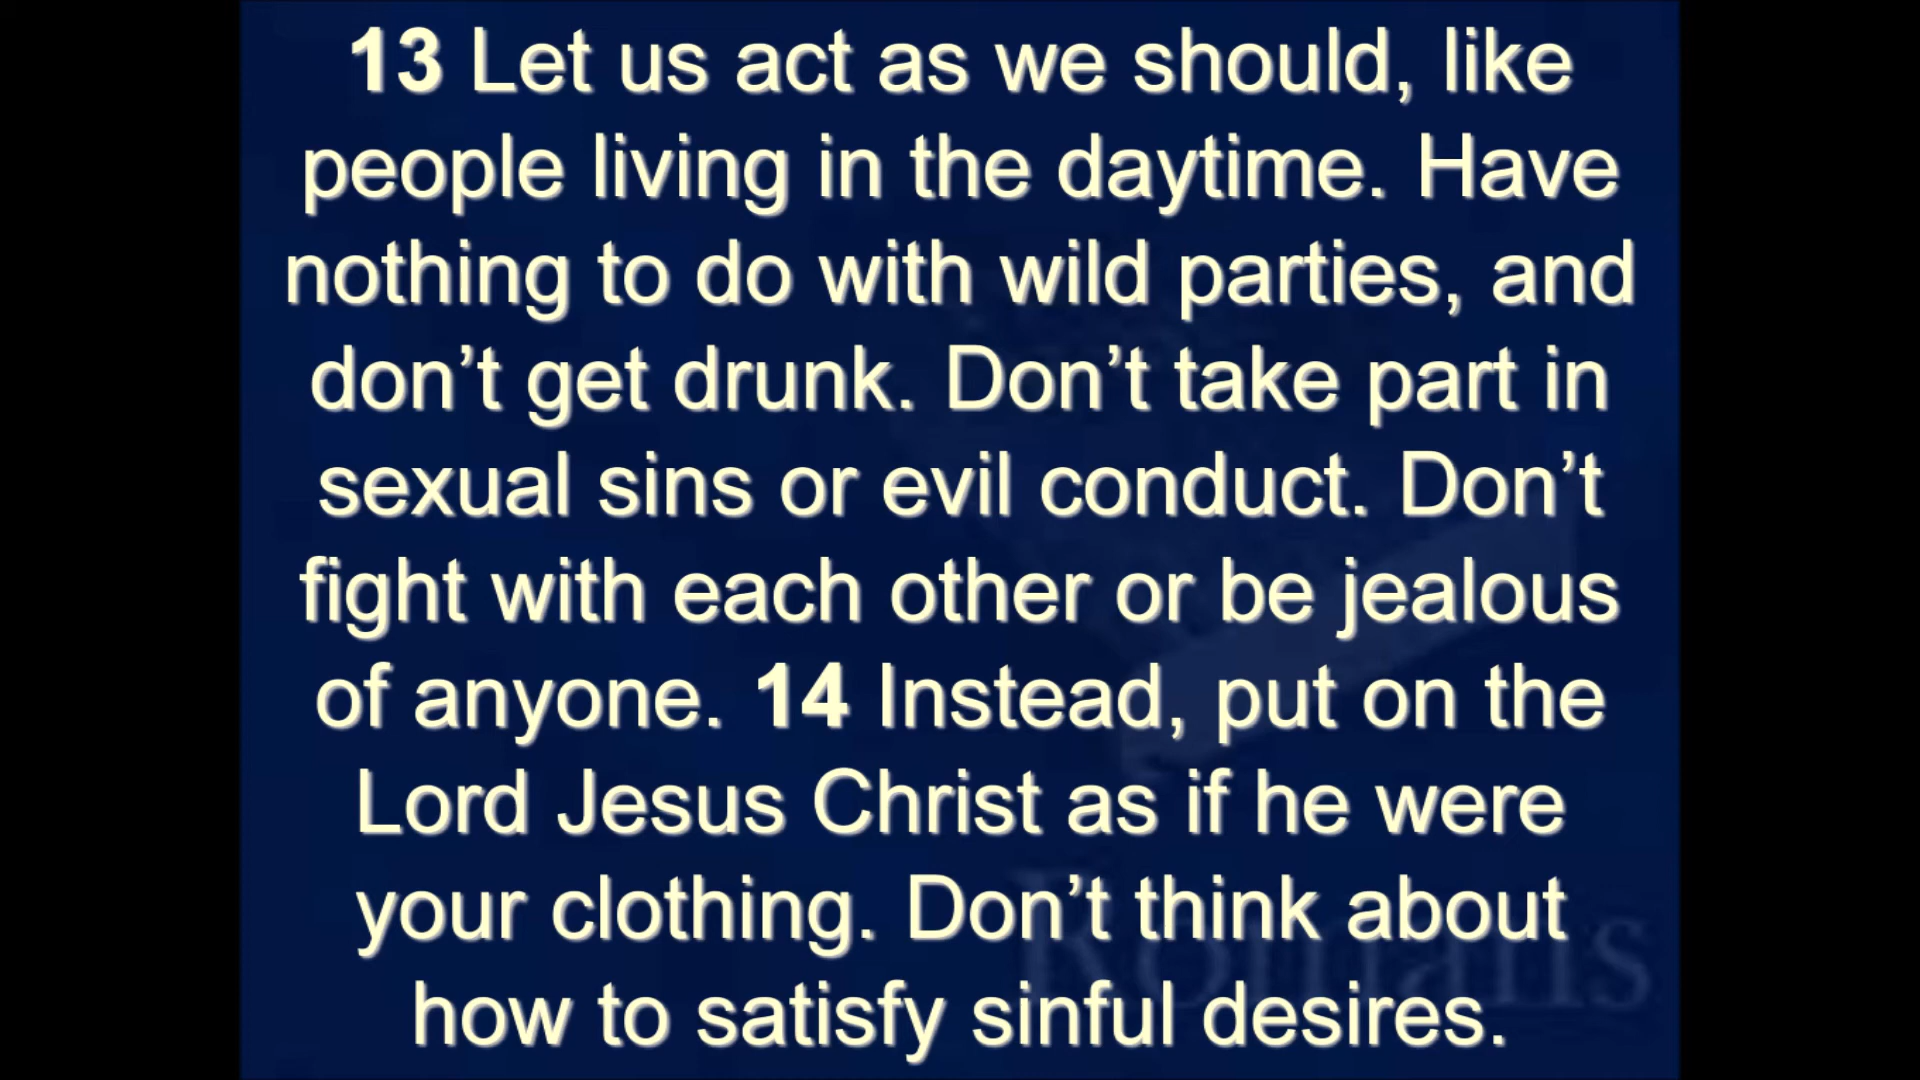 13 Let us act as we should, like
people living in the daytime. Have
nothing to do with wild parties, and
don’t get drunk. Don’t take part in
sexual sins or evil conduct. Don’t
fight with each other or be jealous
of anyone. 14 Instead, put on the
Lord Jesus Christ as if he were
your clothing. Don’t think about
how to satisfy sinful desires.
Romans